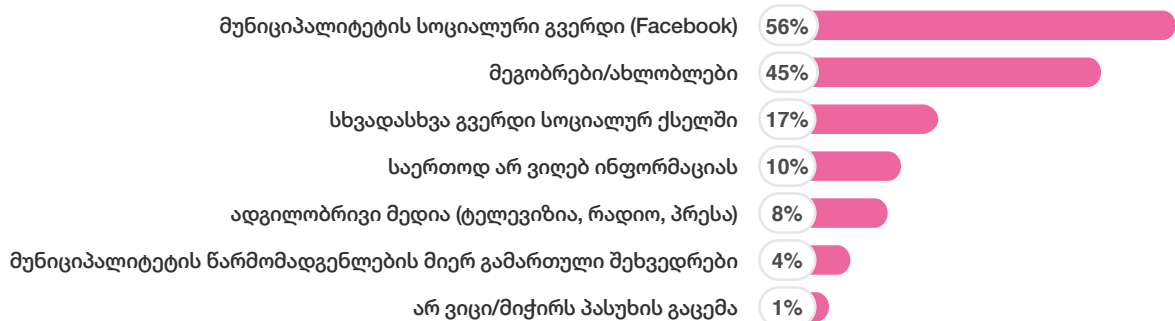 მუნიციპალიტეტის სოციალური გვერდი (Facebook) 56%
მეგობრები/ახლობლები 45%
სხვადასხვა გვერდი სოციალურ ქსელში 17%
საერთოდ არ ვიღებ ინფორმაციას 10%
ადგილობრივი მედია (ტელევიზია, რადიო, პრესა) 8%
მუნიციპალიტეტის წარმომადგენლების მიერ გამართული შეხვედრები 4%
არ ვიცი/მიჭირს პასუხის გაცემა 1%